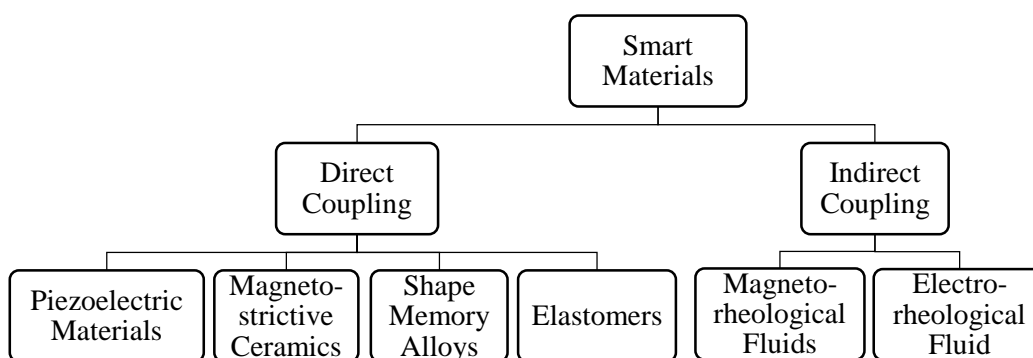 Smart
Materials
Direct
Coupling
Indirect
Coupling
Piezoelectric
Materials
Magneto-
strictive
Ceramics
Shape
Memory
Alloys
Elastomers
Magneto-
rheological
Fluids
Electro-
rheological
Fluid